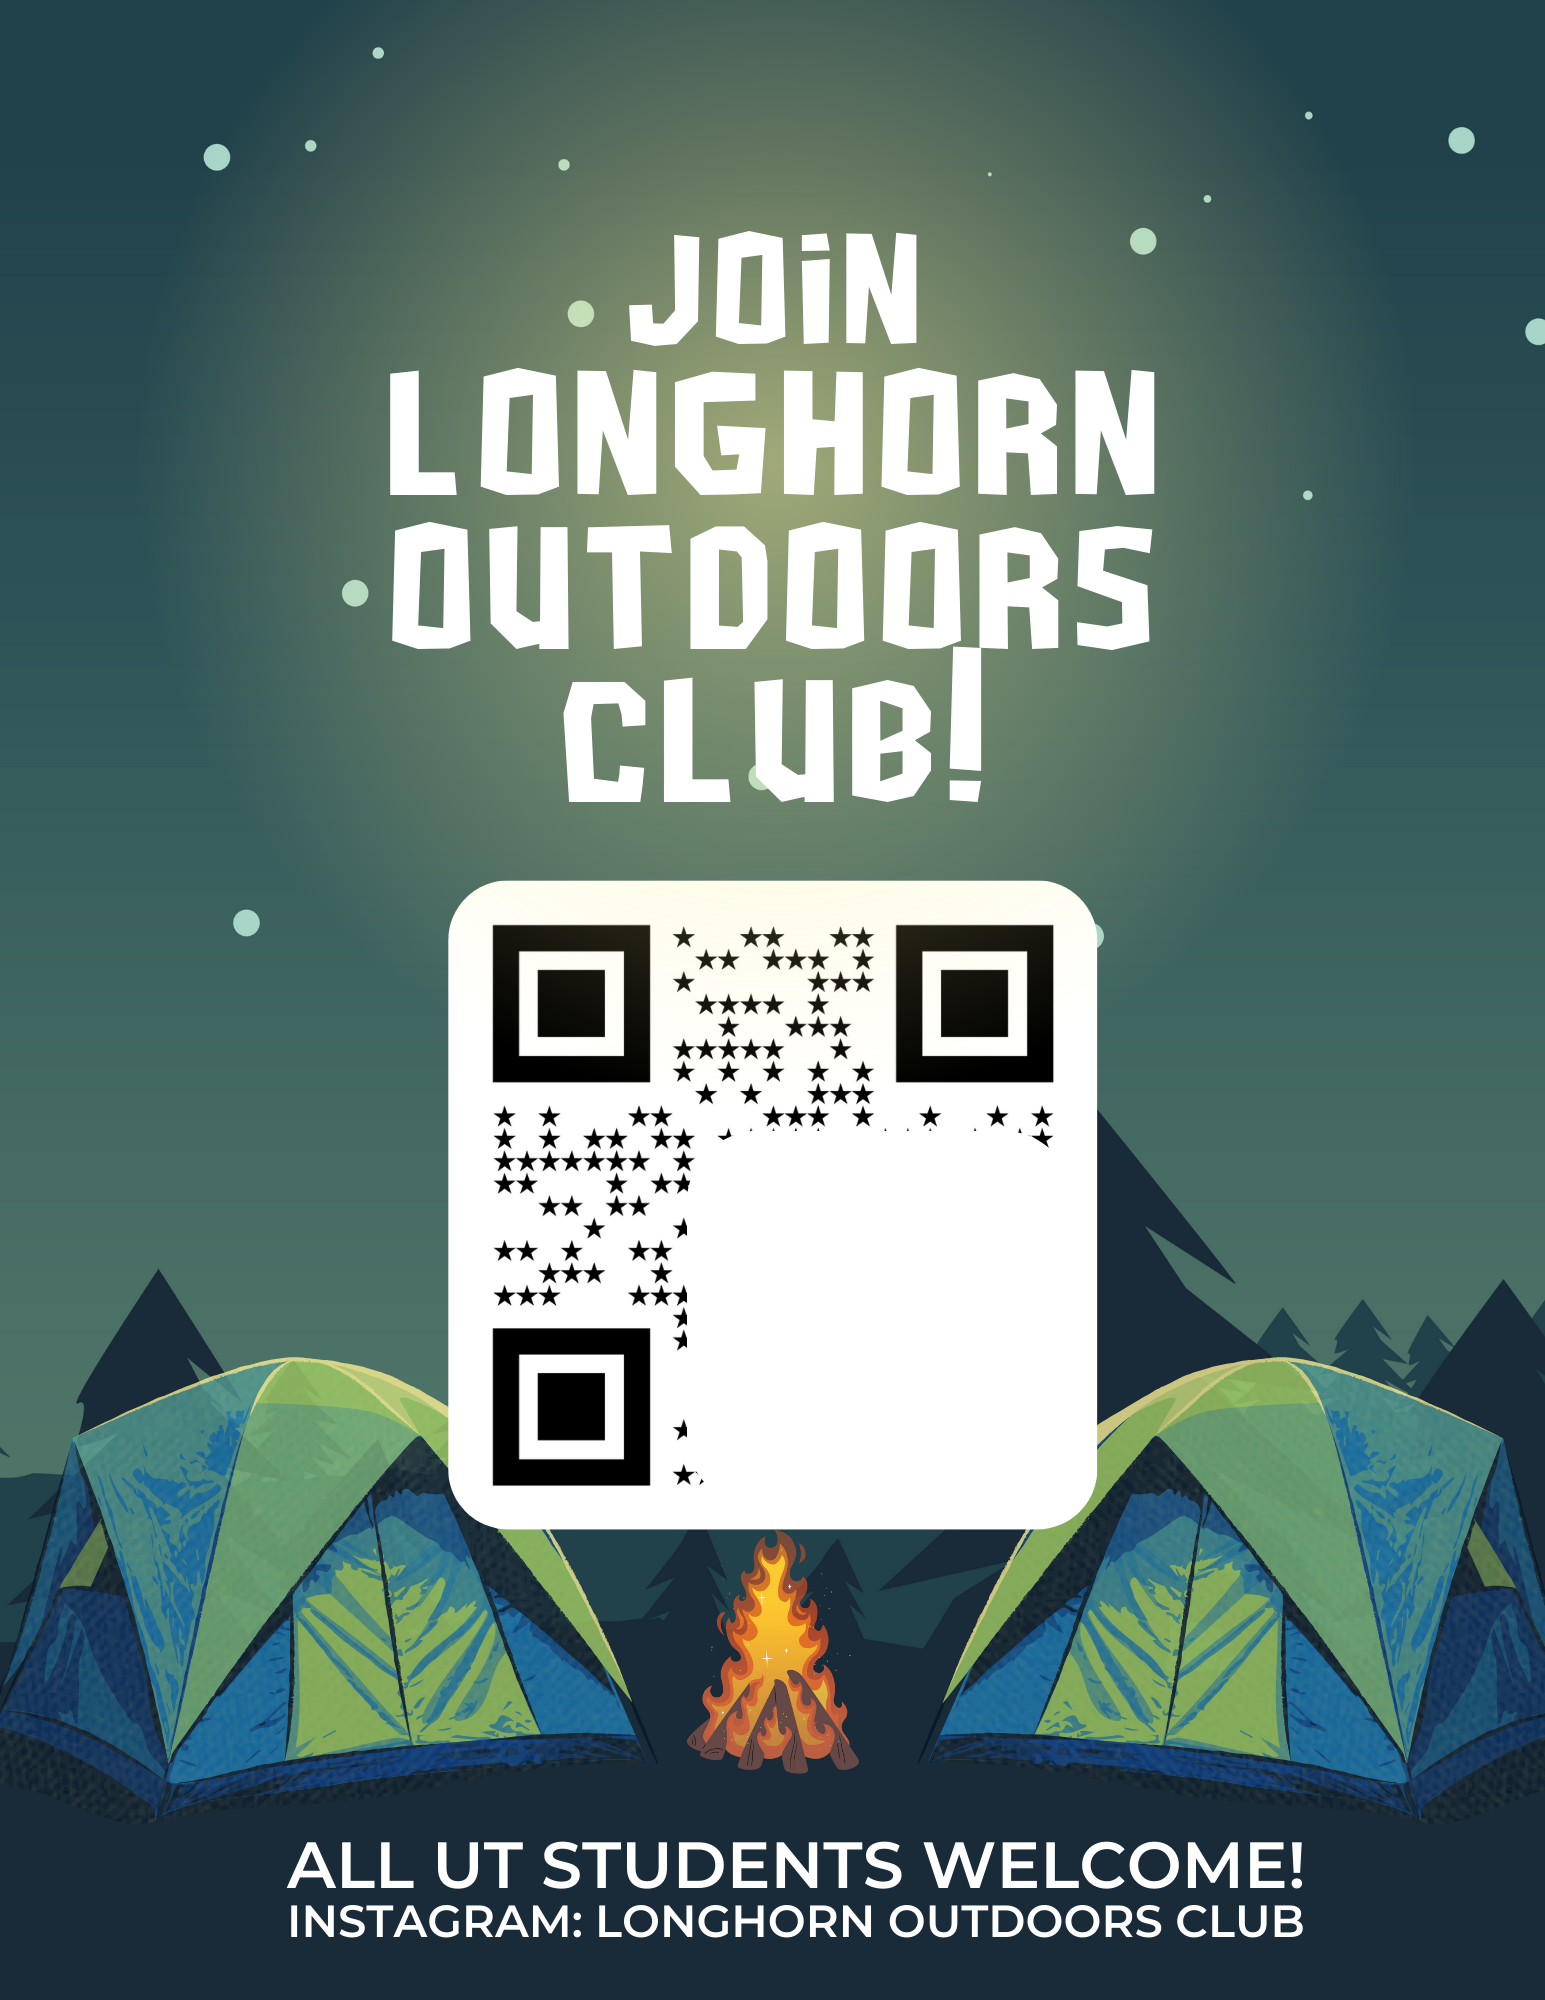 JOiN
LONGHORN
OUTDOORS
CLUB!
ALL UT STUDENTS WELCOME!
INSTAGRAM: LONGHORN OUTDOORS CLUB